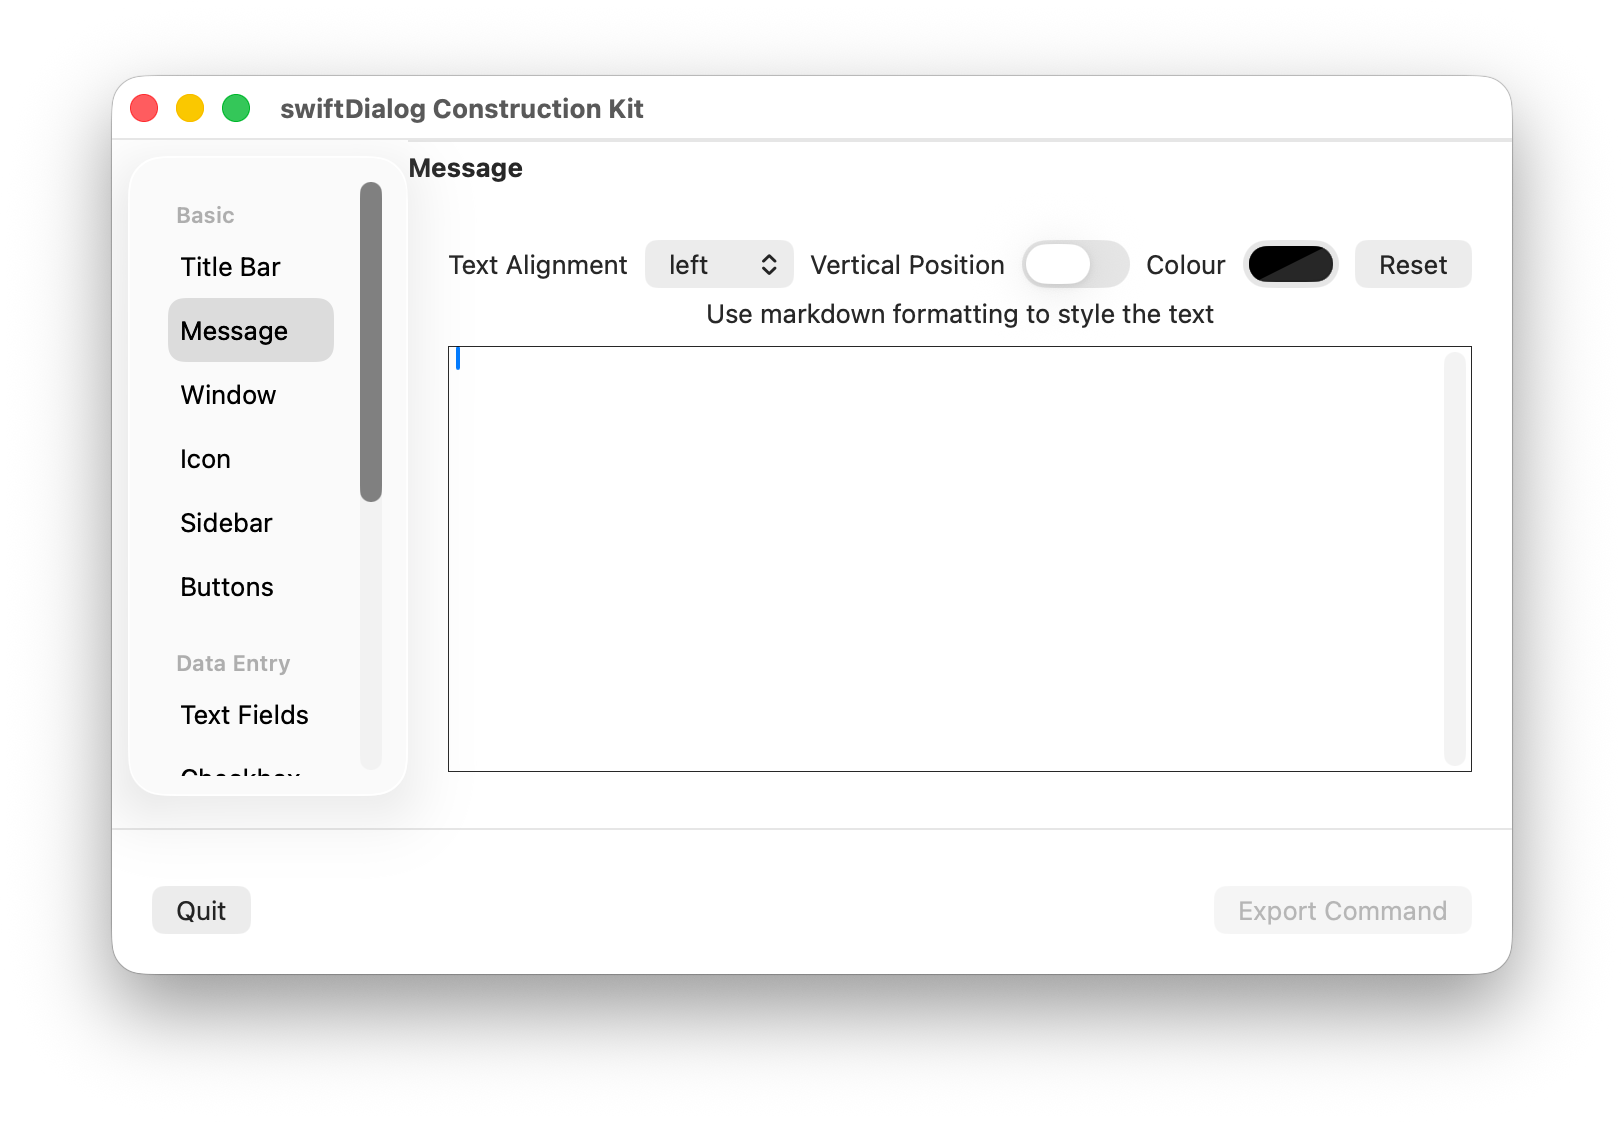 swiftDialog Construction Kit
Basic
Title Bar
Message
Window
Icon
Sidebar
Buttons
Data Entry
Text Fields
Checkbox
Message
Text Alignment left Vertical Position Colour Reset
Use markdown formatting to style the text
Quit Export Command